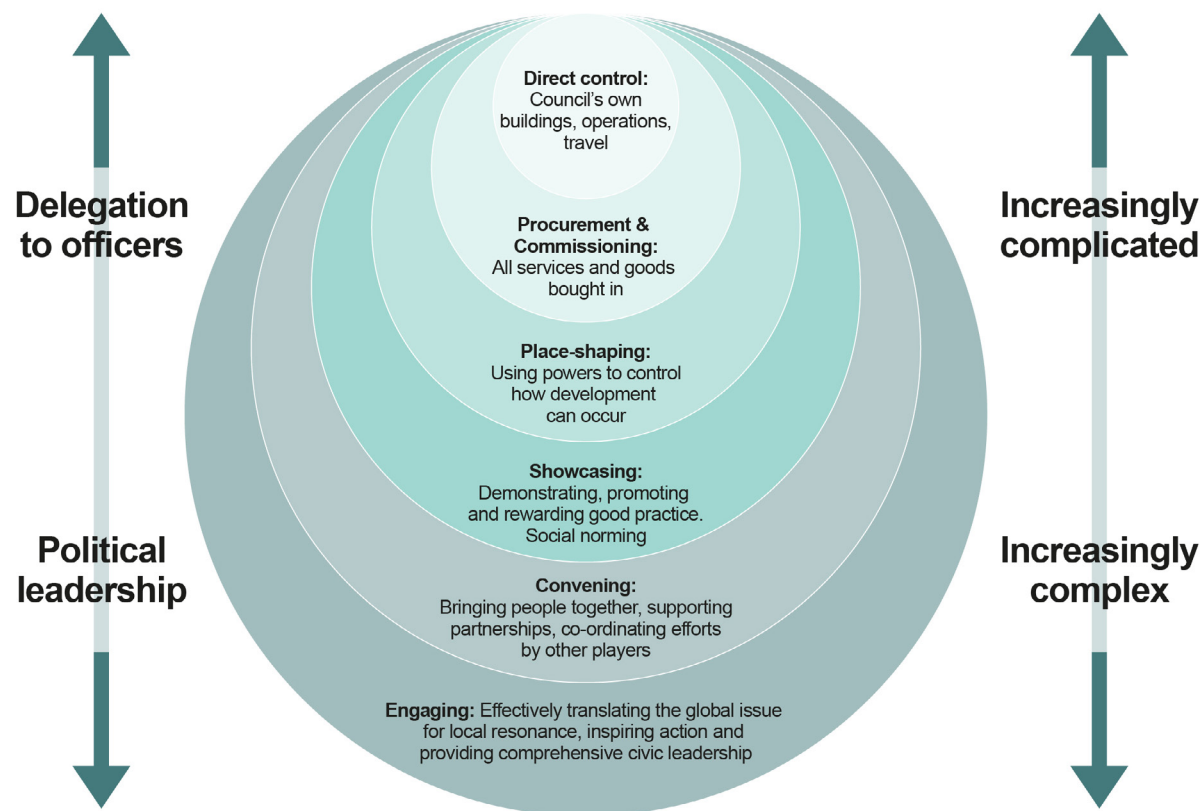 Direct control:
Council’s own
buildings, operations,
travel
Delegation
to officers
Increasingly
complicated
Procurement &
Commissioning:
All services and goods
bought in
Place-shaping:
Using powers to control
how development
can occur
Showcasing:
Demonstrating, promoting
and rewarding good practice.
Social norming
Political
leadership
Increasingly
complex
Convening:
Bringing people together, supporting
partnerships, co-ordinating efforts
by other players
Engaging: Effectively translating the global issue
for local resonance, inspiring action and
providing comprehensive civic leadership